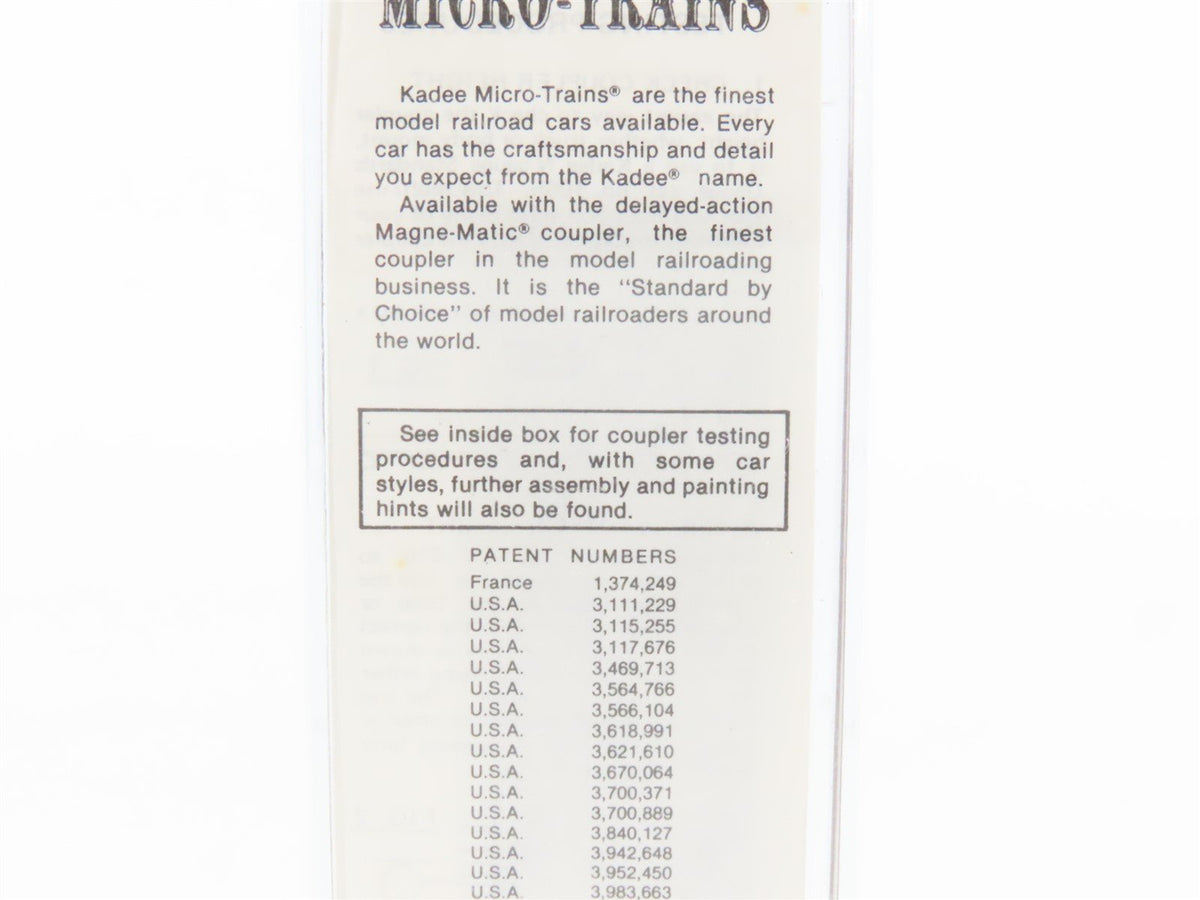 MICRO-TRAINS
Kadee Micro-Trains® are the finest
model railroad cars available. Every
car has the craftsmanship and detail
you expect from the Kadee® name.
Available with the delayed-action
Magne-Matic® coupler, the finest
coupler in the model railroading
business. It is the “Standard by
Choice” of model railroaders around
the world.
See inside box for coupler testing
procedures and, with some car
styles, further assembly and painting
hints will also be found.
PATENT NUMBERS
France 1,374,249
U.S.A. 3,111,229
U.S.A. 3,115,255
U.S.A. 3,117,676
U.S.A. 3,469,713
U.S.A. 3,564,766
U.S.A. 3,566,104
U.S.A. 3,618,991
U.S.A. 3,621,610
U.S.A. 3,670,064
U.S.A. 3,700,371
U.S.A. 3,700,889
U.S.A. 3,840,127
U.S.A. 3,942,648
U.S.A. 3,952,450
U.S.A. 3,983,663